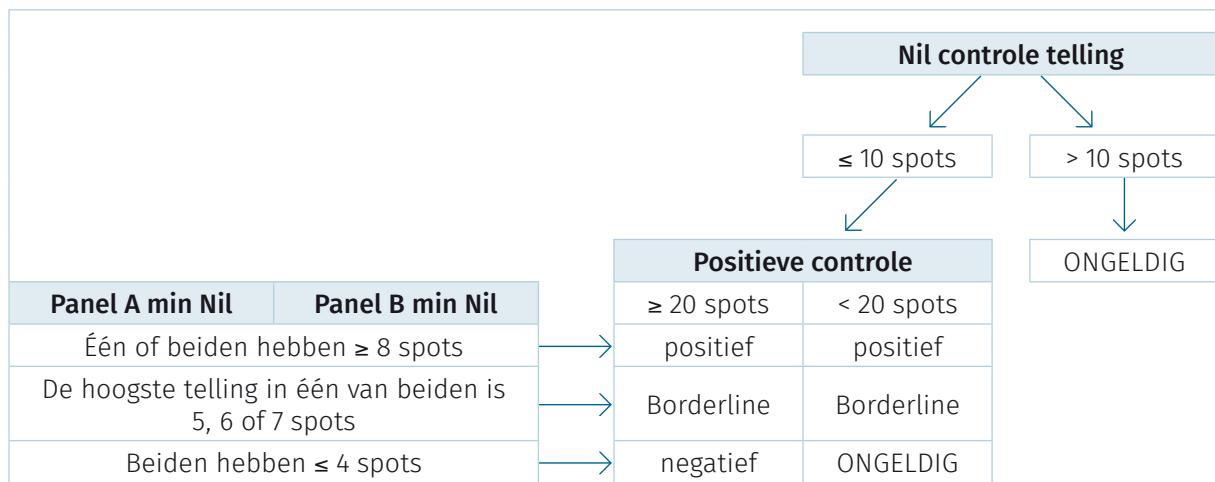 Nil controle telling
≤ 10 spots
> 10 spots
ONGELDIG
Positieve controle
≥ 20 spots
< 20 spots
Panel A min Nil
Panel B min Nil
Één of beiden hebben ≥ 8 spots
positief
positief
De hoogste telling in één van beiden is
5, 6 of 7 spots
Borderline
Borderline
Beiden hebben ≤ 4 spots
negatief
ONGELDIG